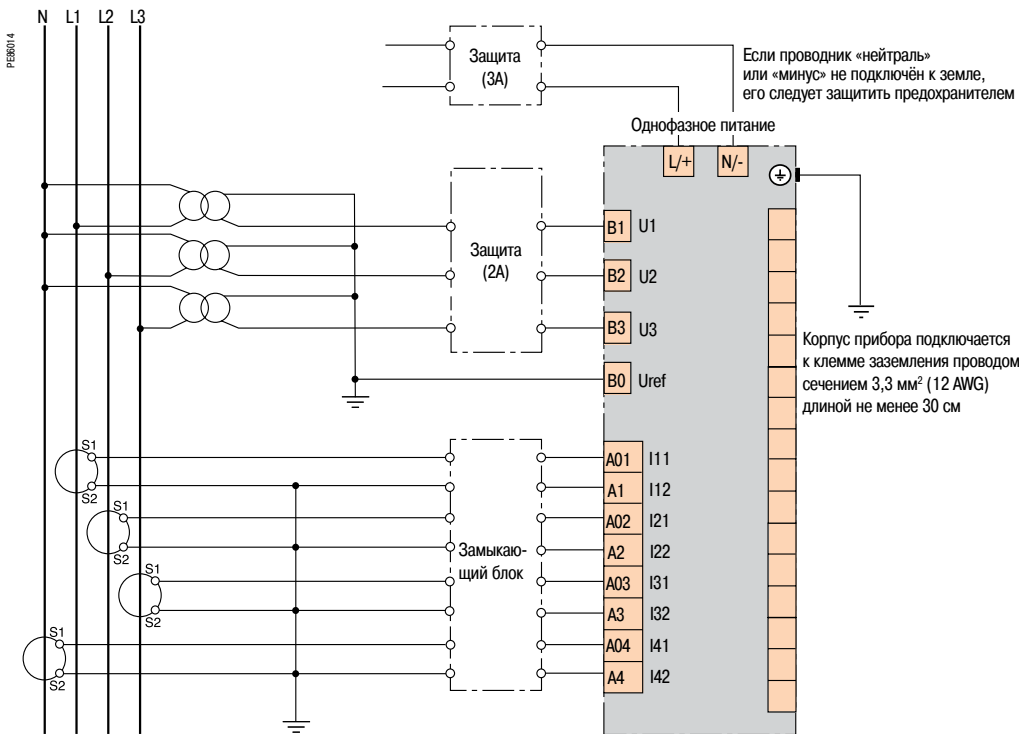 PE86014
N L1 L2 L3
Защита
(3А)
Если проводник «нейтраль»
или «минус» не подключён к земле,
его следует защитить предохранителем
Однофазное питание
L/+ N/-
Защита
(2А)
B1 U1
B2 U2
B3 U3
B0 Uref
Корпус прибора подключается
к клемме заземления проводом
сечением 3,3 мм² (12 AWG)
длиной не менее 30 см
S1
S2
S1
S2
S1
S2
S1
S2
Замыкаю-
щий блок
A01 I11
A1 I12
A02 I21
A2 I22
A03 I31
A3 I32
A04 I41
A4 I42